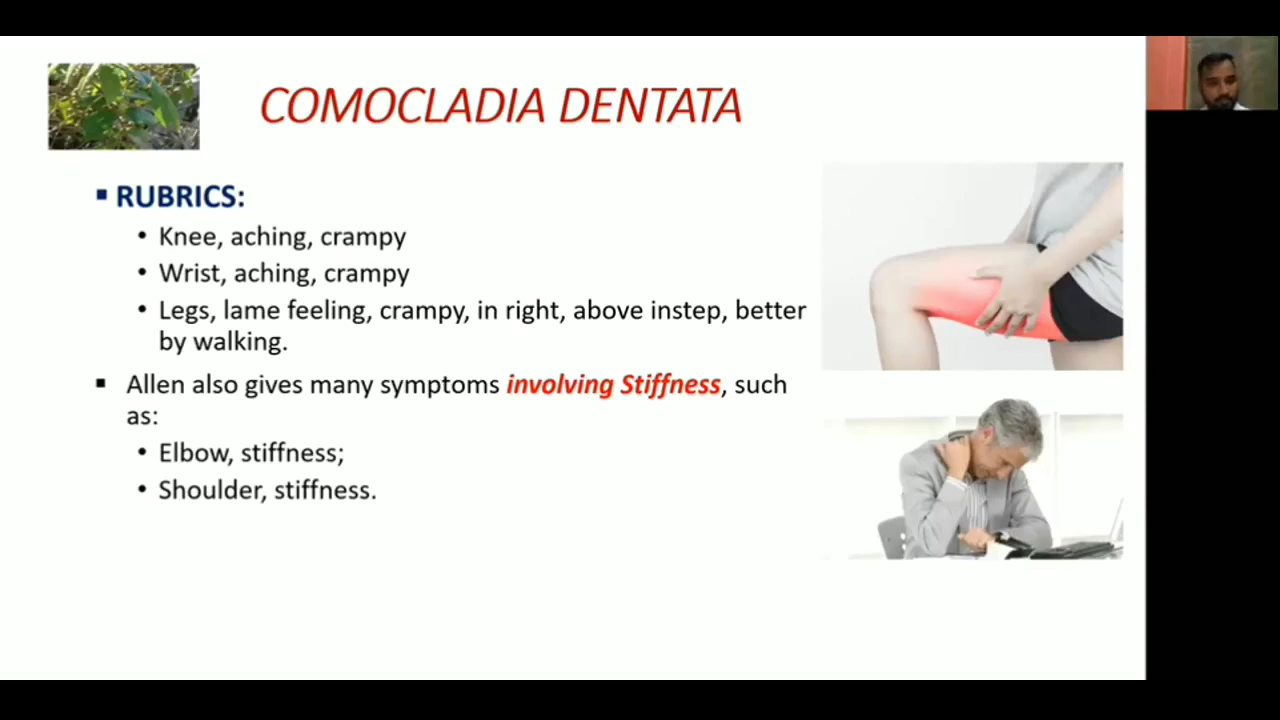 COMOCLADIA DENTATA
▪ RUBRICS:
• Knee, aching, crampy
• Wrist, aching, crampy
• Legs, lame feeling, crampy, in right, above instep, better
by walking.
▪ Allen also gives many symptoms involving Stiffness, such
as:
• Elbow, stiffness;
• Shoulder, stiffness.